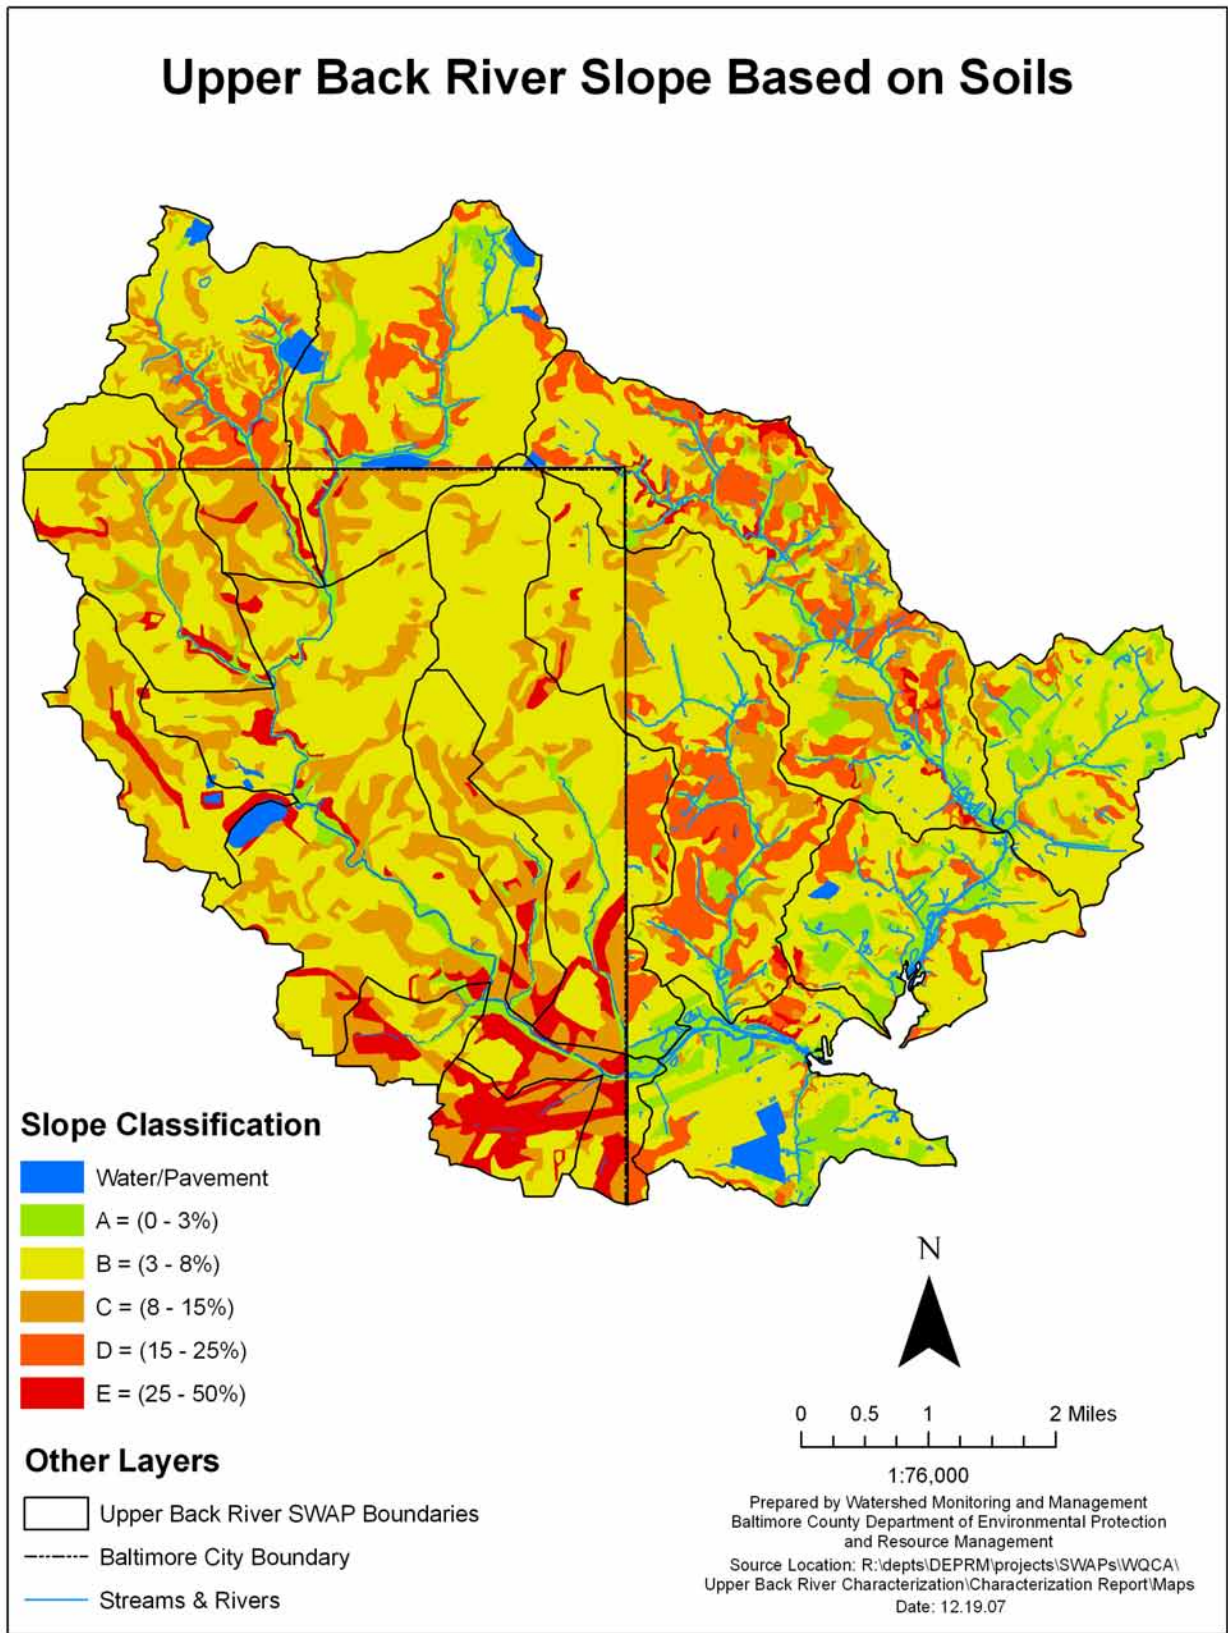 Upper Back River Slope Based on Soils
Slope Classification
Water/Pavement
A = (0 - 3%)
B = (3 - 8%)
C = (8 - 15%)
D = (15 - 25%)
E = (25 - 50%)
Other Layers
Upper Back River SWAP Boundaries
Baltimore City Boundary
Streams & Rivers
N
0 0.5 1 2 Miles
1:76,000
Prepared by Watershed Monitoring and Management
Baltimore County Department of Environmental Protection
and Resource Management
Source Location: R:\depts\DEPRM\projects\SWAPs\WQCA\
Upper Back River Characterization\Characterization Report\Maps
Date: 12.19.07